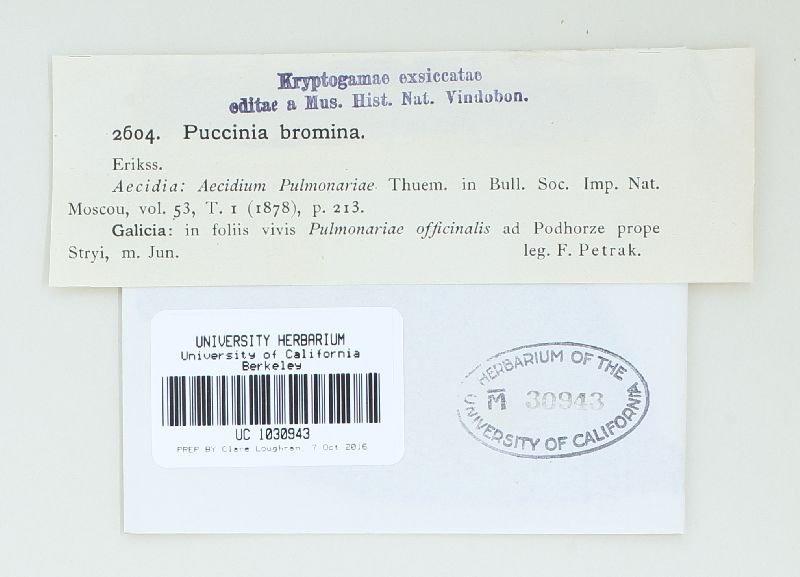 Kryptogamae exsiccatae
editae a Mus. Hist. Nat. Vindobon.
2604. Puccinia bromina.
Erikss.
Aecidia: Aecidium Pulmonariae Thuem. in Bull. Soc. Imp. Nat.
Moscou, vol. 53, T. 1 (1878), p. 213.
Galicia: in foliis vivis Pulmonariae officinalis ad Podhorze prope
Stryi, m. Jun. leg. F. Petrak.
UNIVERSITY HERBARIUM
University of California
Berkeley
UC 1030943
PREP BY Clare Loughran, 7 Oct 2016
HERBARIUM OF THE
M 30943
UNIVERSITY OF CALIFORNIA